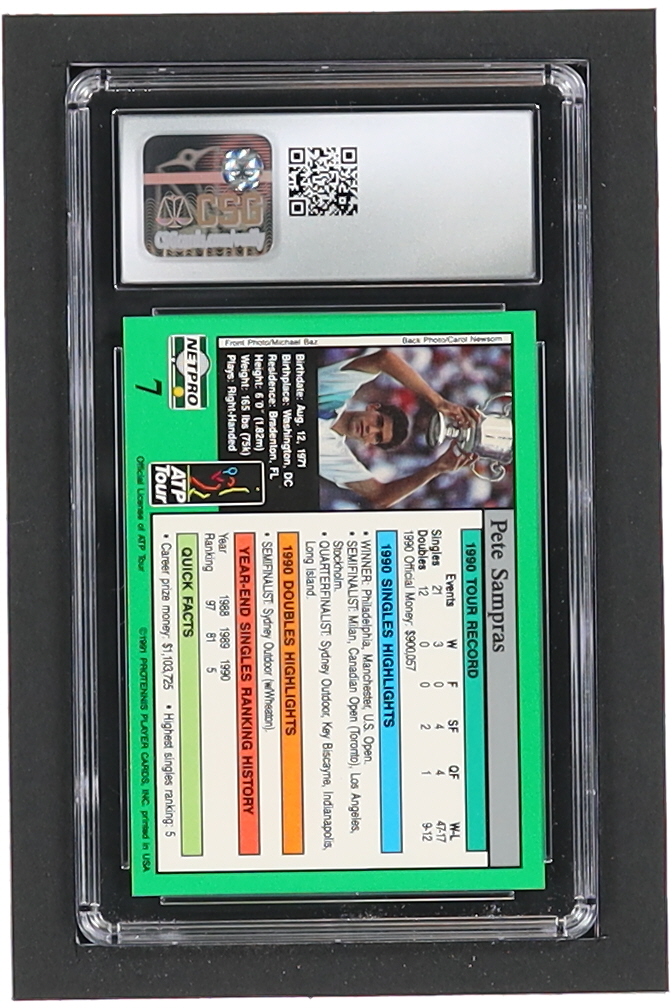 CSG
Front Photo/Michael Baz
Back Photo/Carol Newsom
Birthdate: Aug. 12, 1971
Birthplace: Washington, DC
Residence: Bradenton, FL
Height: 6'0" (1.82m)
Weight: 165 lbs (75k)
Plays: Right-Handed
NETPRO
7
ATP
Tour
Official License of ATP Tour
Pete Sampras
1990 TOUR RECORD
Events W F SF QF W-L
Singles 21 3 0 4 4 47-17
Doubles 12 0 0 2 1 9-12
1990 Official Money: $900,057
1990 SINGLES HIGHLIGHTS
• WINNER: Philadelphia, Manchester, U.S. Open.
• SEMIFINALIST: Milan, Canadian Open (Toronto), Los Angeles,
Stockholm.
• QUARTERFINALIST: Sydney Outdoor, Key Biscayne, Indianapolis,
Long Island.
1990 DOUBLES HIGHLIGHTS
• SEMIFINALIST: Sydney Outdoor (w/Wheaton).
YEAR-END SINGLES RANKING HISTORY
Year 1988 1989 1990
Ranking 97 81 5
QUICK FACTS
• Career prize money: $1,103,725 • Highest singles ranking: 5
©1991 PROTENNIS PLAYER CARDS, INC. printed in USA